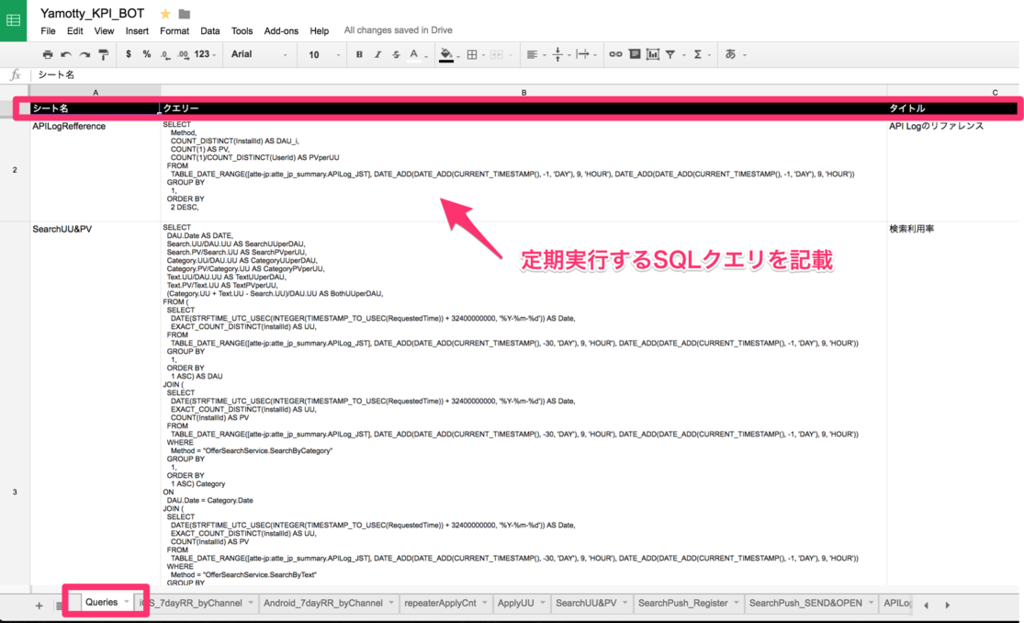 Yamotty_KPI_BOT
File Edit View Insert Format Data Tools Add-ons Help All changes saved in Drive
$ % .0 .00 123 Arial 10 B I S A Σ あ
fx シート名
A B C
シート名 クエリー タイトル
2
APILogRefference
SELECT
Method,
COUNT_DISTINCT(InstallId) AS DAU_i,
COUNT(1) AS PV,
COUNT(1)/COUNT_DISTINCT(UserId) AS PVperUU
FROM
TABLE_DATE_RANGE([atte-jp:atte_jp_summary.APILog_JST], DATE_ADD(DATE_ADD(CURRENT_TIMESTAMP(), -1, 'DAY'), 9, 'HOUR'), DATE_ADD(DATE_ADD(CURRENT_TIMESTAMP(), -1, 'DAY'), 9, 'HOUR'))
GROUP BY
1,
ORDER BY
2 DESC,
API Logのリファレンス
定期実行するSQLクエリを記載
3
SearchUU&PV
SELECT
DAU.Date AS DATE,
Search.UU/DAU.UU AS SearchUUperDAU,
Search.PV/Search.UU AS SearchPVperUU,
Category.UU/DAU.UU AS CategoryUUperDAU,
Category.PV/Category.UU AS CategoryPVperUU,
Text.UU/DAU.UU AS TextUUperDAU,
Text.PV/Text.UU AS TextPVperUU,
(Category.UU + Text.UU - Search.UU)/DAU.UU AS BothUUperDAU,
FROM (
SELECT
DATE(STRFTIME_UTC_USEC(INTEGER(TIMESTAMP_TO_USEC(RequestedTime)) + 32400000000, '%Y-%m-%d')) AS Date,
EXACT_COUNT_DISTINCT(InstallId) AS UU,
FROM
TABLE_DATE_RANGE([atte-jp:atte_jp_summary.APILog_JST], DATE_ADD(DATE_ADD(CURRENT_TIMESTAMP(), -30, 'DAY'), 9, 'HOUR'), DATE_ADD(DATE_ADD(CURRENT_TIMESTAMP(), -1, 'DAY'), 9, 'HOUR'))
GROUP BY
1,
ORDER BY
1 ASC) AS DAU
JOIN (
SELECT
DATE(STRFTIME_UTC_USEC(INTEGER(TIMESTAMP_TO_USEC(RequestedTime)) + 32400000000, '%Y-%m-%d')) AS Date,
EXACT_COUNT_DISTINCT(InstallId) AS UU,
COUNT(InstallId) AS PV
FROM
TABLE_DATE_RANGE([atte-jp:atte_jp_summary.APILog_JST], DATE_ADD(DATE_ADD(CURRENT_TIMESTAMP(), -30, 'DAY'), 9, 'HOUR'), DATE_ADD(DATE_ADD(CURRENT_TIMESTAMP(), -1, 'DAY'), 9, 'HOUR'))
WHERE
Method = "OfferSearchService.SearchByCategory"
GROUP BY
1,
ORDER BY
1 ASC) Category
ON
DAU.Date = Category.Date
JOIN (
SELECT
DATE(STRFTIME_UTC_USEC(INTEGER(TIMESTAMP_TO_USEC(RequestedTime)) + 32400000000, '%Y-%m-%d')) AS Date,
EXACT_COUNT_DISTINCT(InstallId) AS UU,
COUNT(InstallId) AS PV
FROM
TABLE_DATE_RANGE([atte-jp:atte_jp_summary.APILog_JST], DATE_ADD(DATE_ADD(CURRENT_TIMESTAMP(), -30, 'DAY'), 9, 'HOUR'), DATE_ADD(DATE_ADD(CURRENT_TIMESTAMP(), -1, 'DAY'), 9, 'HOUR'))
WHERE
Method = "OfferSearchService.SearchByText"
GROUP BY
検索利用率
Queries S_7dayRR_byChannel Android_7dayRR_byChannel repeaterApplyCnt ApplyUU SearchUU&PV SearchPush_Register SearchPush_SEND&OPEN APILo